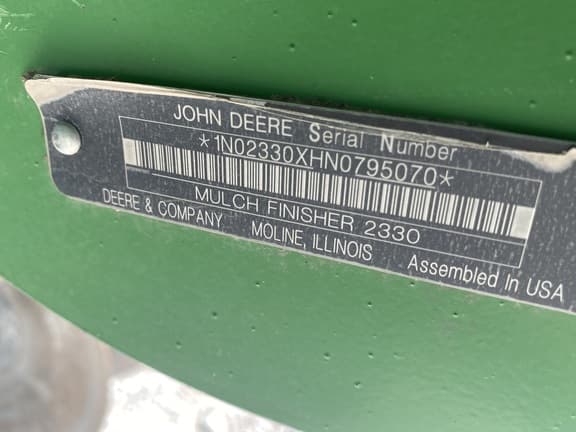 JOHN DEERE Serial Number
*1N02330XHN0795070*
MULCH FINISHER 2330
DEERE & COMPANY MOLINE, ILLINOIS Assembled In USA